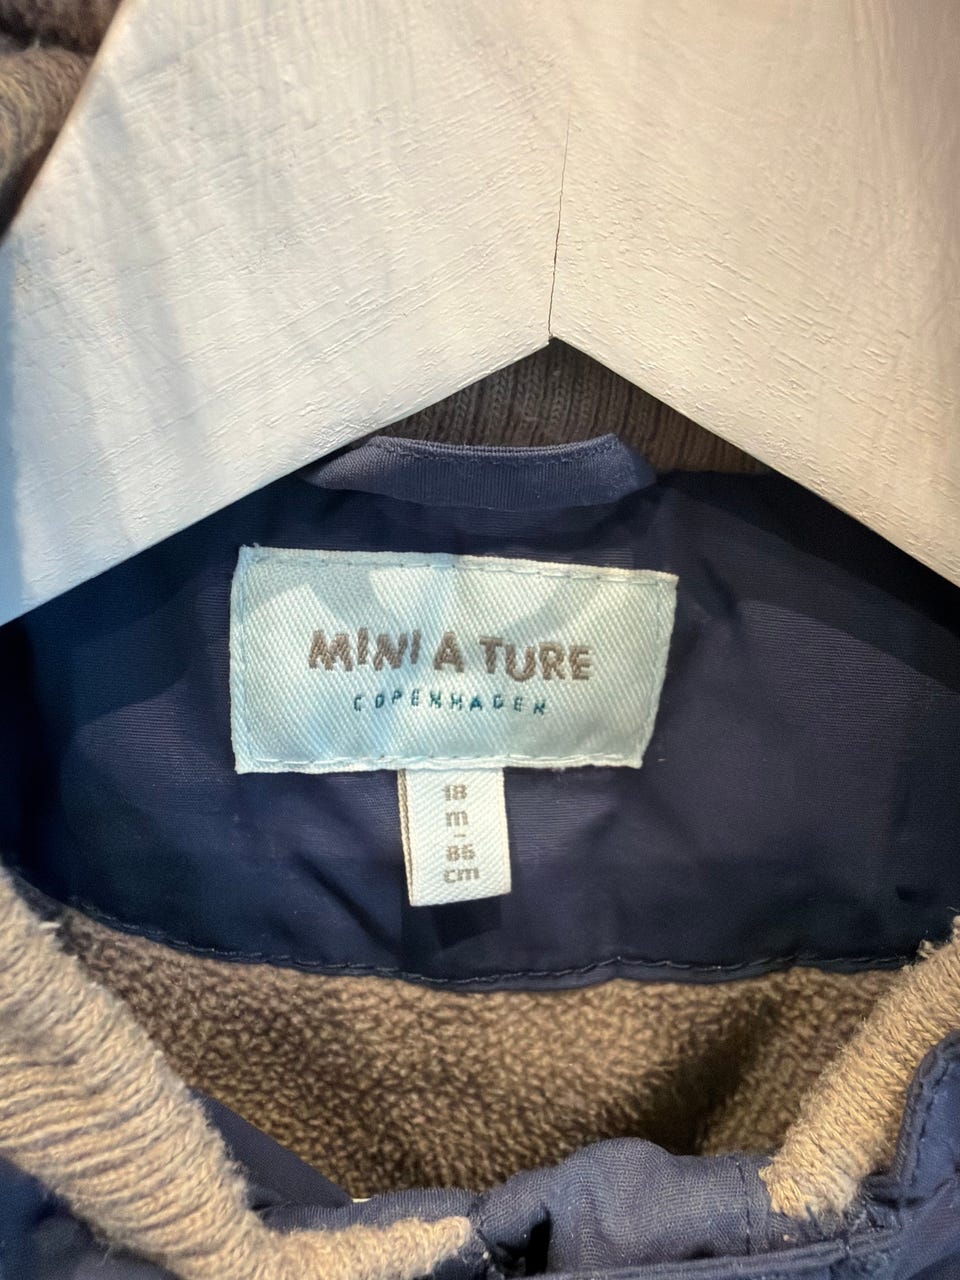 MINI A TURE
COPENHAGEN
18
m
-
86
cm